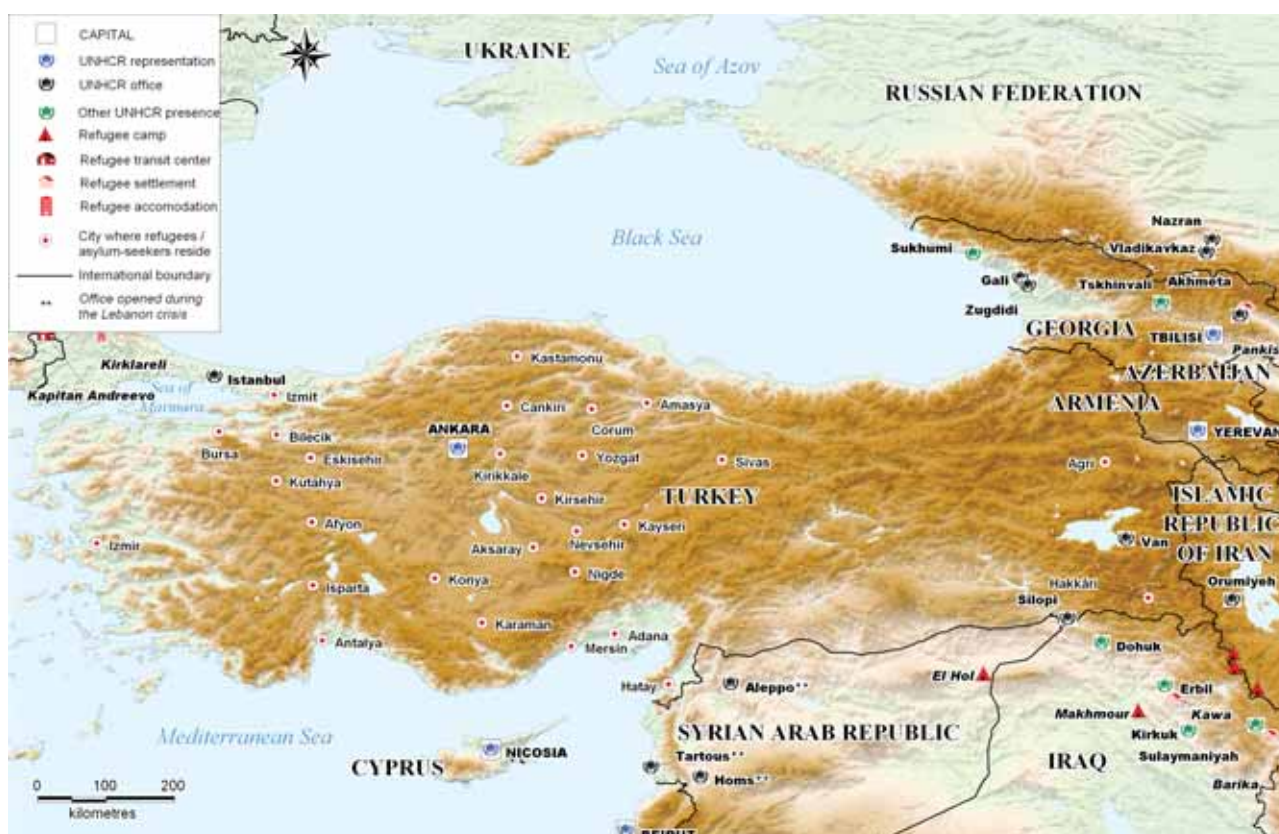 CAPITAL
UNHCR representation
UNHCR office
Other UNHCR presence
Refugee camp
Refugee transit center
Refugee settlement
Refugee accomodation
City where refugees /
asylum-seekers reside
International boundary
** Office opened during
the Lebanon crisis
UKRAINE
Sea of Azov
RUSSIAN FEDERATION
Black Sea
Nazran
Vladikavkaz
Sukhumi
Gali
Tskhinvali
Akhmeta
Zugdidi
GEORGIA
TBILISI
Pankis
AZERBAIJAN
ARMENIA
YEREVAN
Kirklareli
Kapitan Andreevo
Istanbul
Sea of
Marmara
Izmit
Kastamonu
Cankiri
Corum
Amasya
ANKARA
Bursa
Bilecik
Eskisehir
Kirikkale
Yozgat
Sivas
Agri
Kutahya
Kirsehir
TURKEY
ISLAMIC
REPUBLIC
OF IRAN
Afyon
Kayseri
Nevsehir
Izmir
Aksaray
Van
Konya
Nigde
Isparta
Hakkâri
Orumiyeh
Silopi
Karaman
Adana
Antalya
Mersin
Dohuk
Hatay
Aleppo**
El Hol
Erbil
Makhmour
Kawa
Kirkuk
Mediterranean Sea
SYRIAN ARAB REPUBLIC
NICOSIA
CYPRUS
Tartous**
Homs**
IRAQ
Sulaymaniyah
Barika
0 100 200
kilometres
BEIRUT